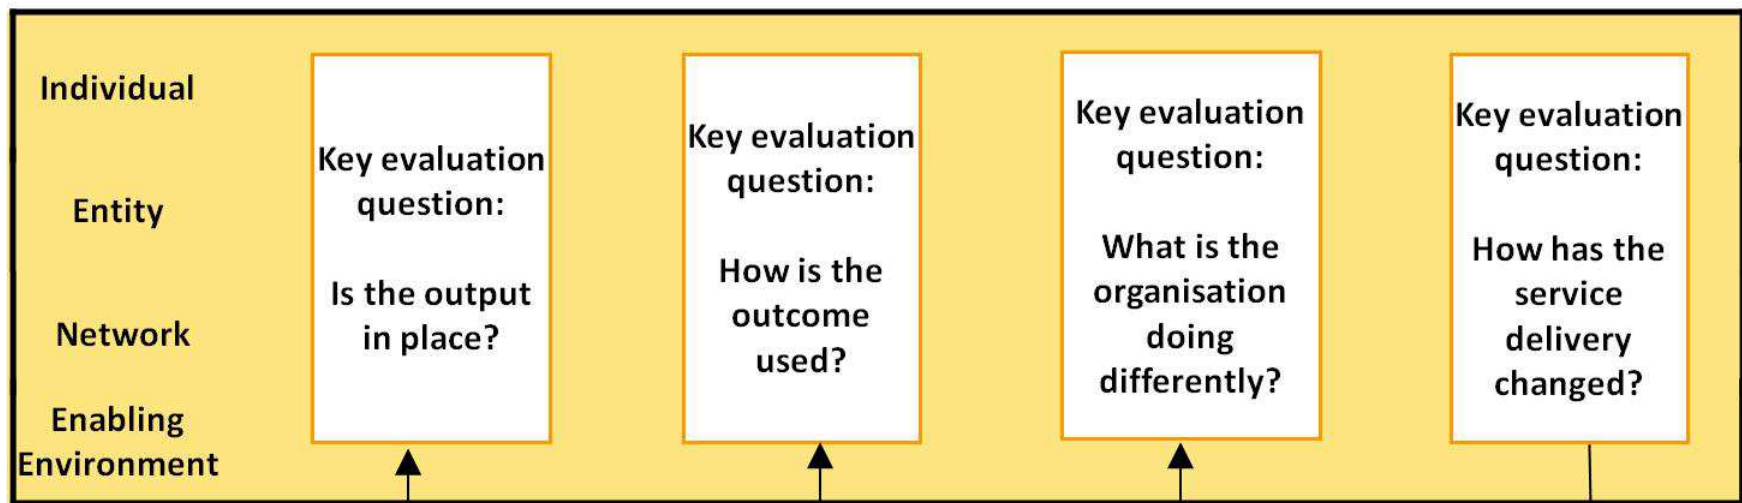 Individual
Entity
Network
Enabling
Environment
Key evaluation
question:
Is the output
in place?
Key evaluation
question:
How is the
outcome
used?
Key evaluation
question:
What is the
organisation
doing
differently?
Key evaluation
question:
How has the
service
delivery
changed?